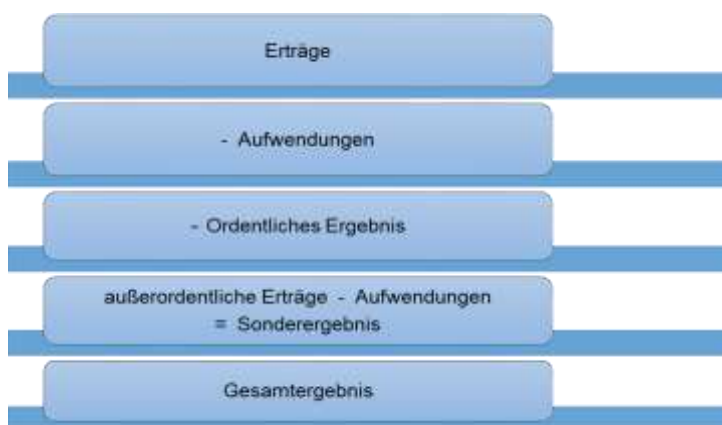 Erträge
- Aufwendungen
- Ordentliches Ergebnis
außerordentliche Erträge - Aufwendungen
= Sonderergebnis
Gesamtergebnis